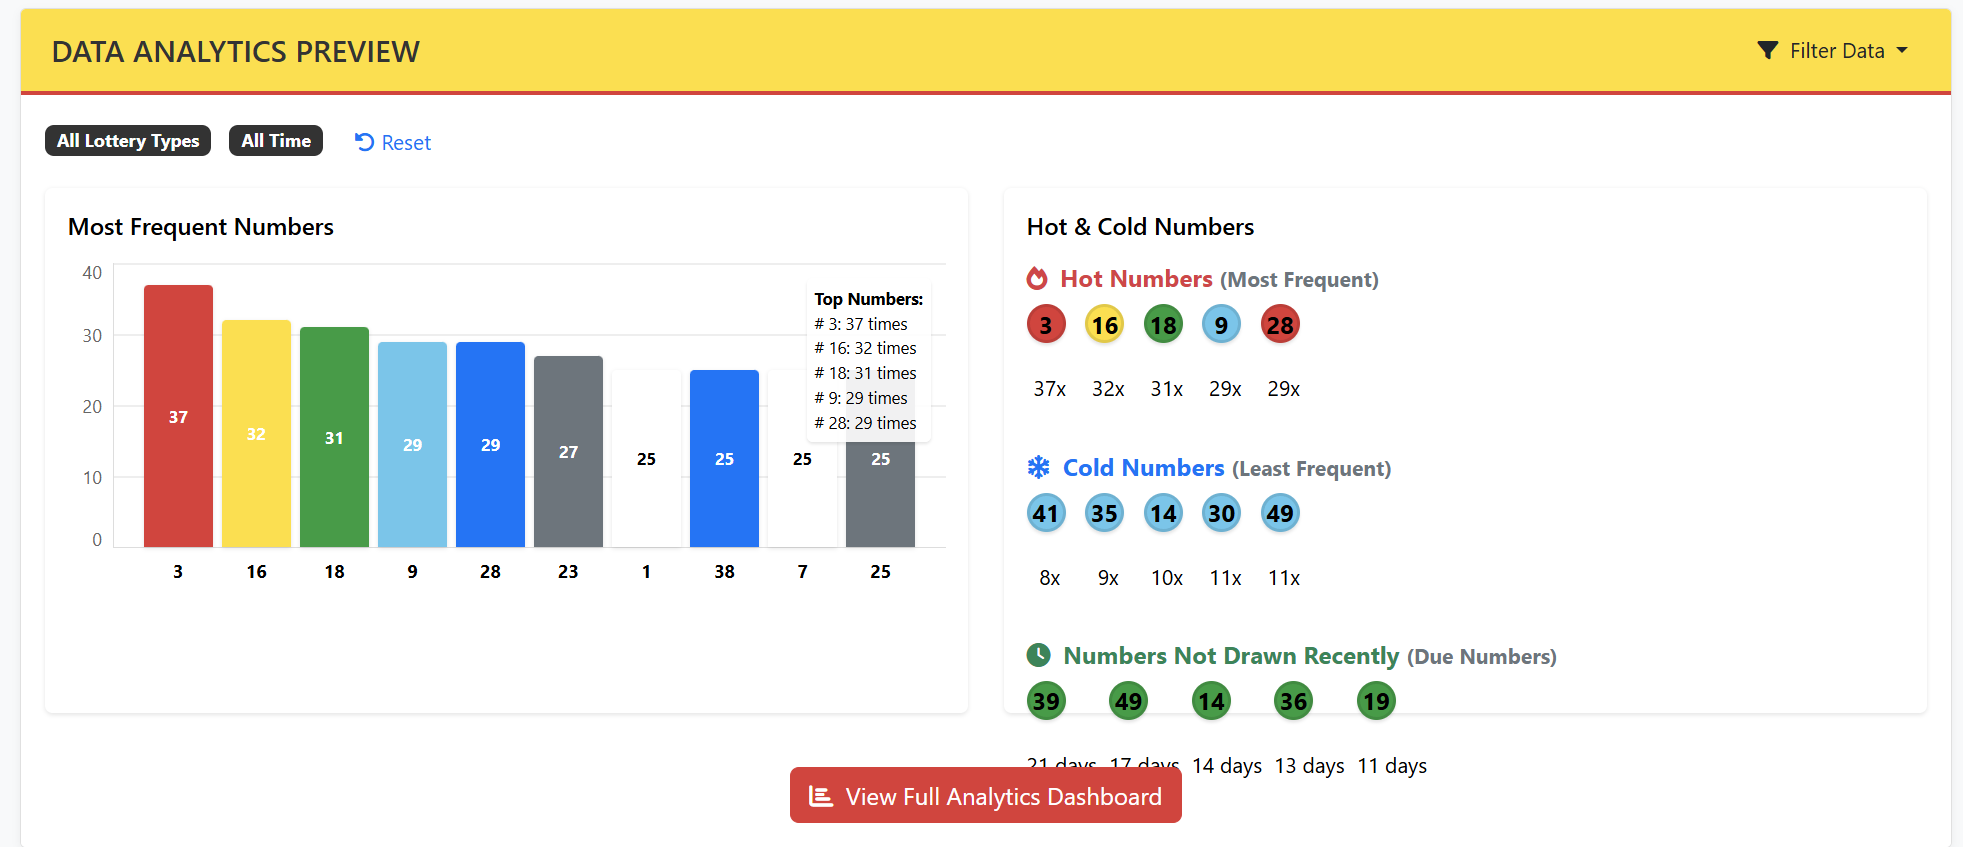 DATA ANALYTICS PREVIEW
Filter Data
All Lottery Types All Time Reset
Most Frequent Numbers
40
30
20
10
0
37 32 31 29 29 27 25 25 25 25
3 16 18 9 28 23 1 38 7 25
Top Numbers:
# 3: 37 times
# 16: 32 times
# 18: 31 times
# 9: 29 times
# 28: 29 times
Hot & Cold Numbers
Hot Numbers (Most Frequent)
3 16 18 9 28
37x 32x 31x 29x 29x
Cold Numbers (Least Frequent)
41 35 14 30 49
8x 9x 10x 11x 11x
Numbers Not Drawn Recently (Due Numbers)
39 49 14 36 19
21 days 17 days 14 days 13 days 11 days
View Full Analytics Dashboard